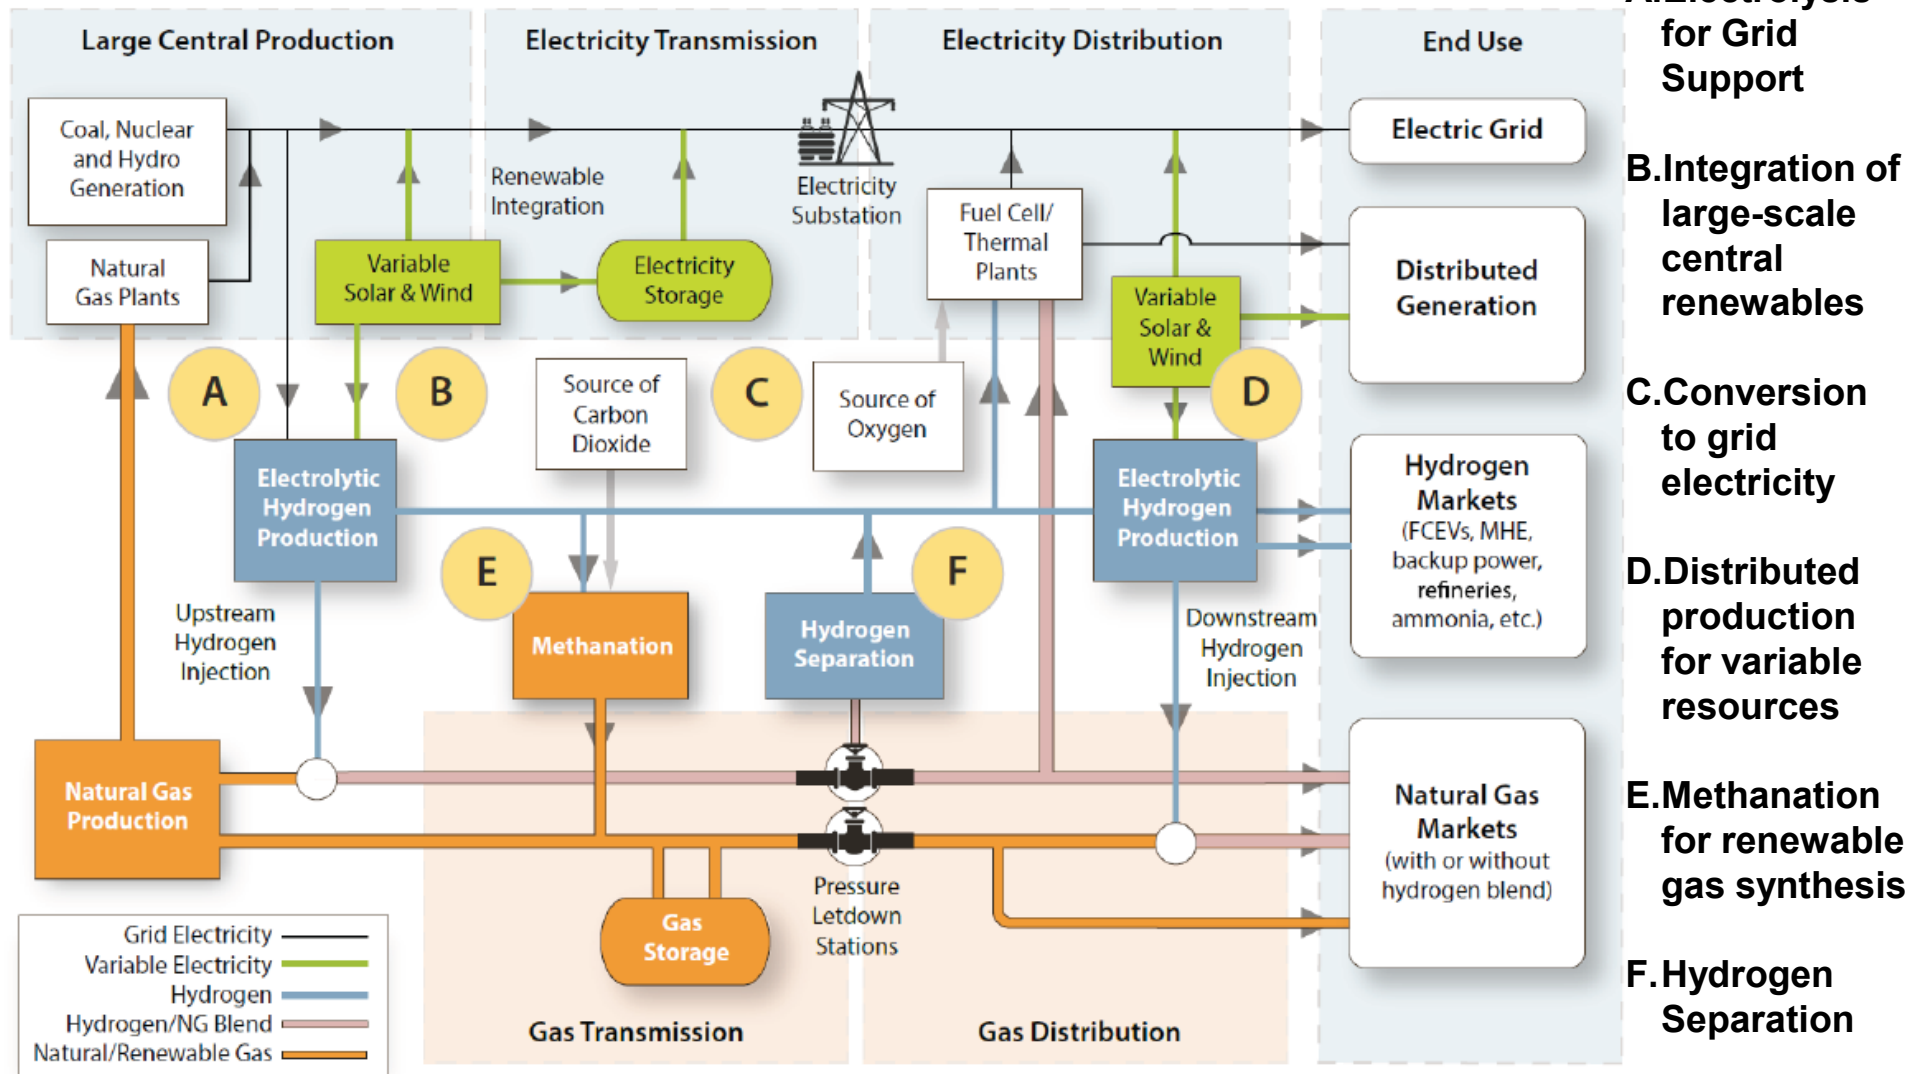 Large Central Production
Electricity Transmission
Electricity Distribution
End Use
Coal, Nuclear
and Hydro
Generation
Natural
Gas Plants
Variable
Solar & Wind
Renewable
Integration
Electricity
Storage
Electricity
Substation
Fuel Cell/
Thermal
Plants
Variable
Solar &
Wind
Electric Grid
Distributed
Generation
A
B
Source of
Carbon
Dioxide
C
Source of
Oxygen
D
Electrolytic
Hydrogen
Production
Electrolytic
Hydrogen
Production
Hydrogen
Markets
(FCEVs, MHE,
backup power,
refineries,
ammonia, etc.)
E
F
Upstream
Hydrogen
Injection
Methanation
Hydrogen
Separation
Downstream
Hydrogen
Injection
Natural Gas
Production
Natural Gas
Markets
(with or without
hydrogen blend)
Gas
Storage
Pressure
Letdown
Stations
Grid Electricity
Variable Electricity
Hydrogen
Hydrogen/NG Blend
Natural/Renewable Gas
Gas Transmission
Gas Distribution
A.Electrolysis
for Grid
Support
B.Integration of
large-scale
central
renewables
C.Conversion
to grid
electricity
D.Distributed
production
for variable
resources
E.Methanation
for renewable
gas synthesis
F.Hydrogen
Separation